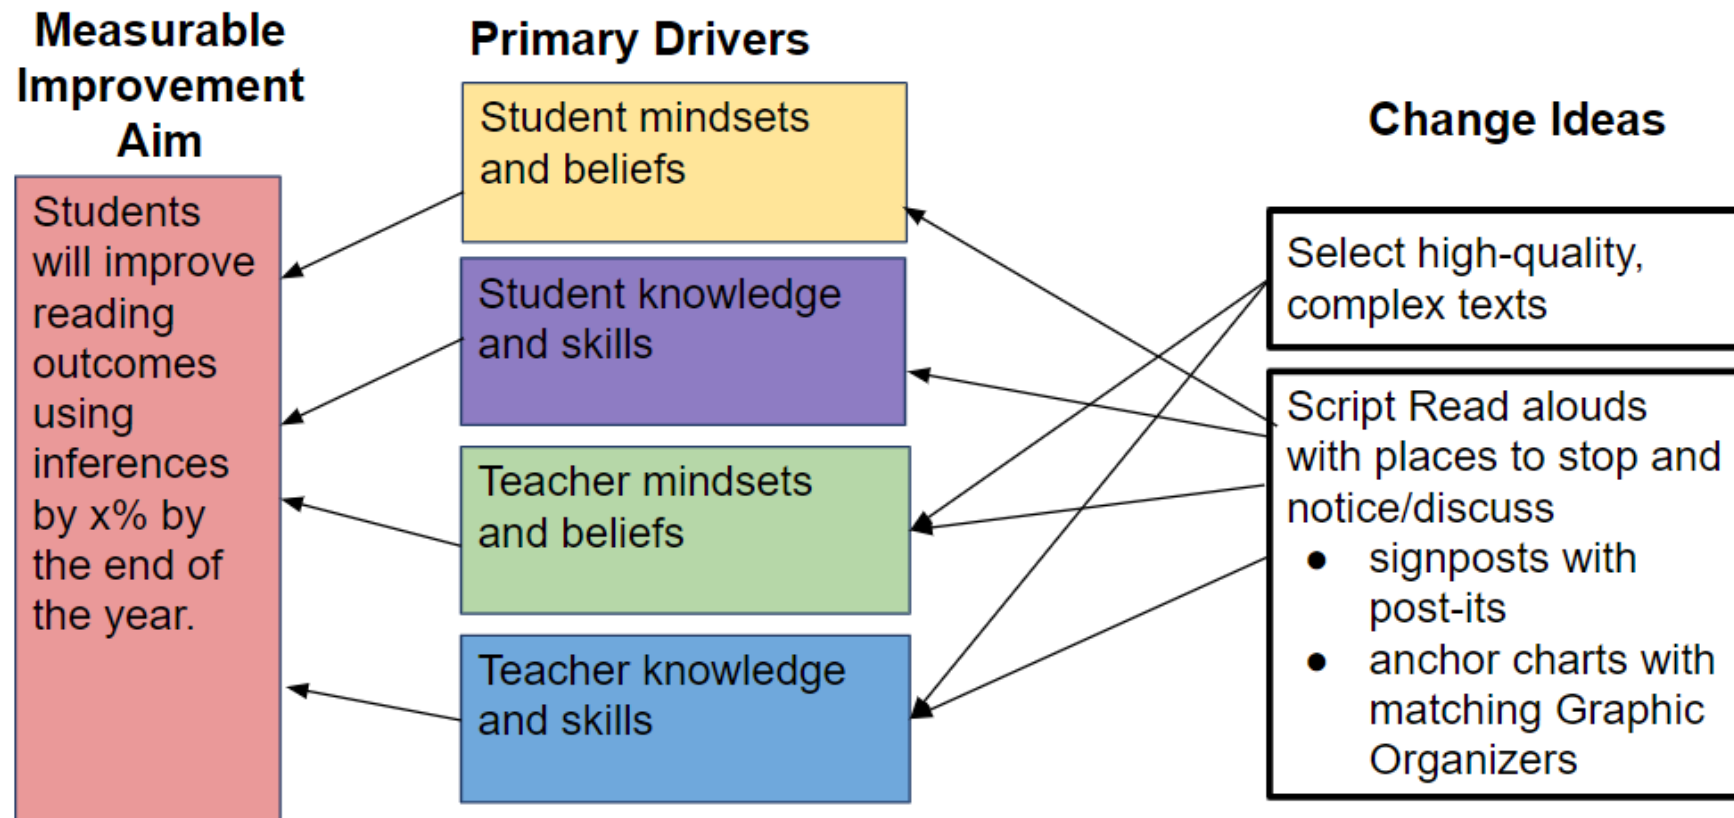 Measurable
Improvement
Aim
Students
will improve
reading
outcomes
using
inferences
by x% by
the end of
the year.
Primary Drivers
Student mindsets
and beliefs
Student knowledge
and skills
Teacher mindsets
and beliefs
Teacher knowledge
and skills
Change Ideas
Select high-quality,
complex texts
Script Read alouds
with places to stop and
notice/discuss
● signposts with
post-its
● anchor charts with
matching Graphic
Organizers